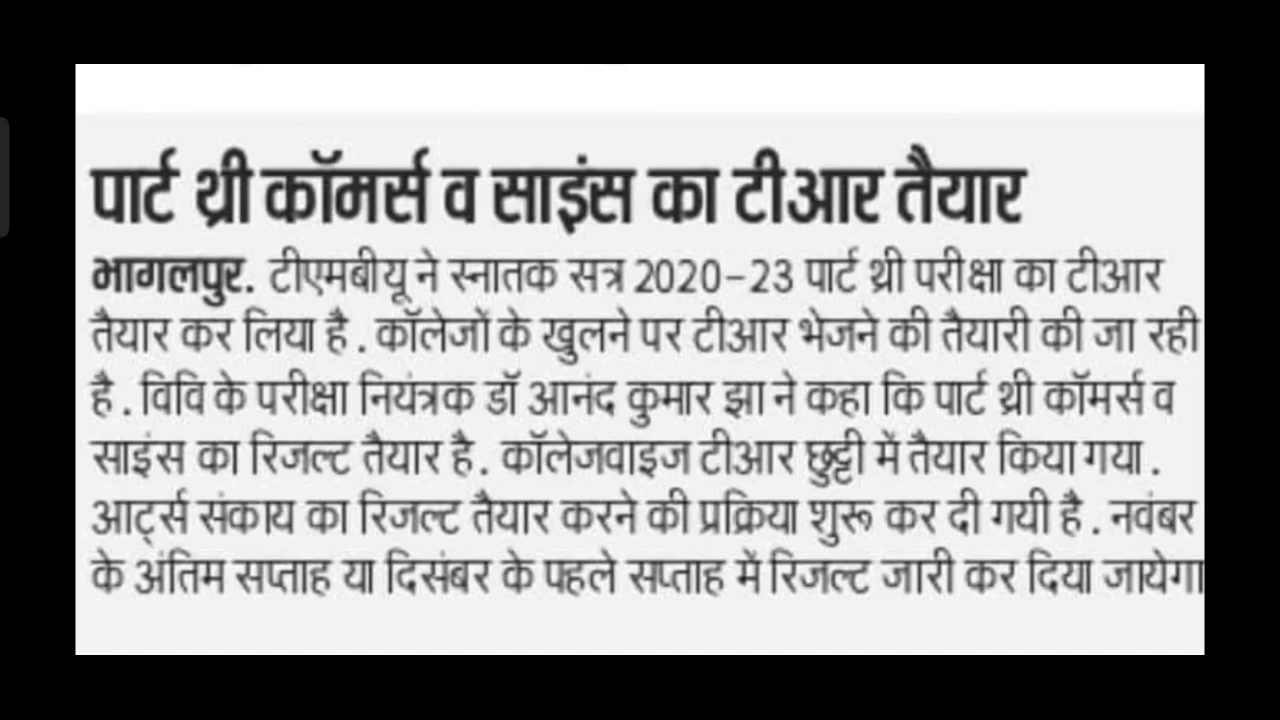 पार्ट थ्री कॉमर्स व साइंस का टीआर तैयार
भागलपुर. टीएमबीयू ने स्नातक सत्र 2020-23 पार्ट थ्री परीक्षा का टीआर
तैयार कर लिया है . कॉलेजों के खुलने पर टीआर भेजने की तैयारी की जा रही
है . विवि के परीक्षा नियंत्रक डॉ आनंद कुमार झा ने कहा कि पार्ट थ्री कॉमर्स व
साइंस का रिजल्ट तैयार है . कॉलेजवाइज टीआर छुट्टी में तैयार किया गया .
आर्ट्स संकाय का रिजल्ट तैयार करने की प्रक्रिया शुरू कर दी गयी है . नवंबर
के अंतिम सप्ताह या दिसंबर के पहले सप्ताह में रिजल्ट जारी कर दिया जायेगा